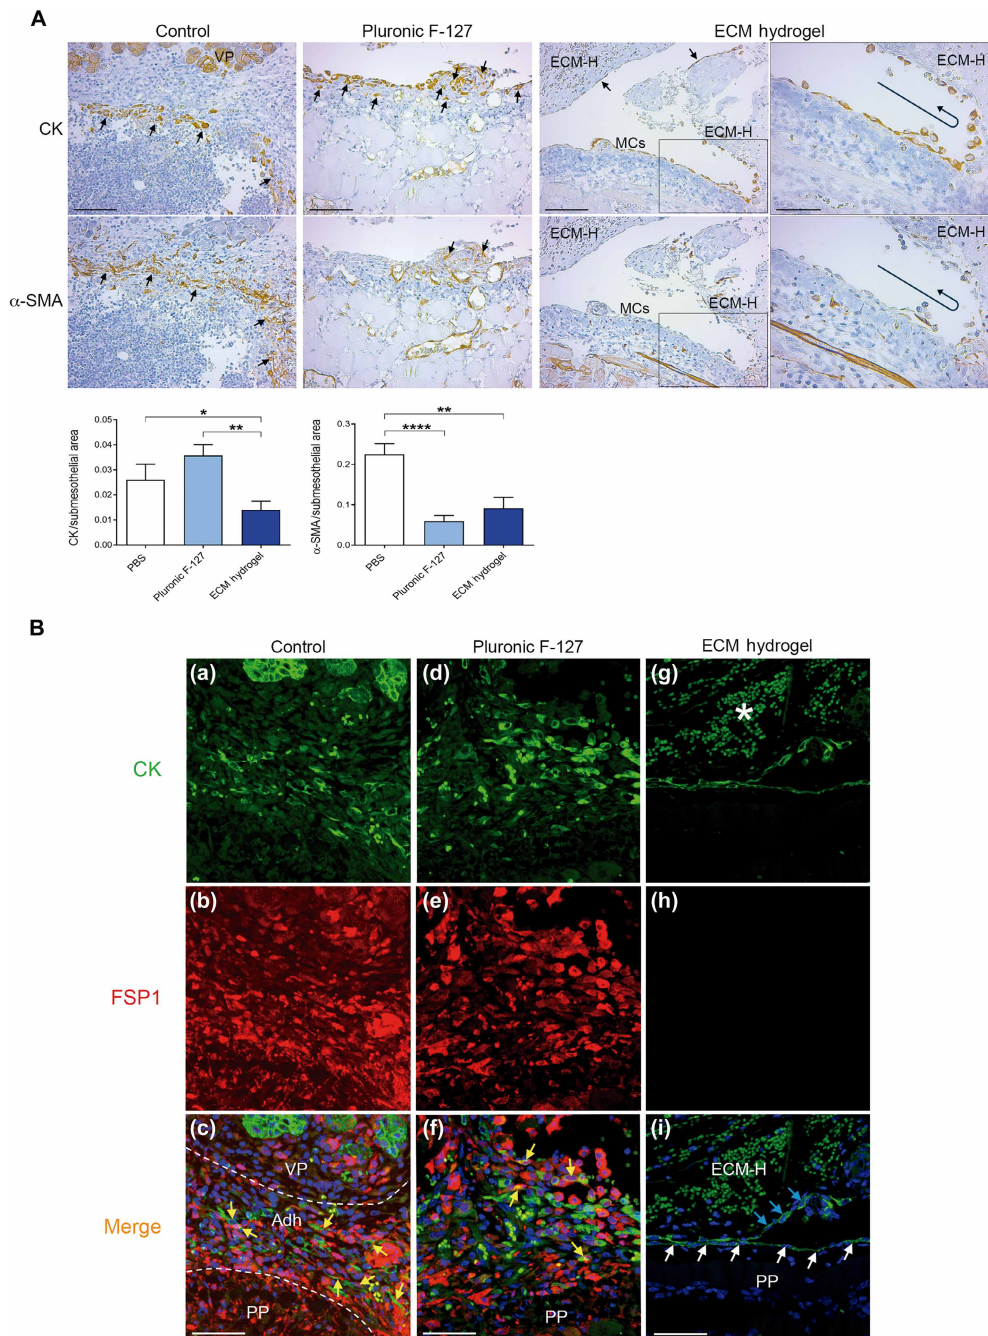 A
Control
Pluronic F-127
ECM hydrogel
VP
ECM-H
ECM-H
CK
ECM-H
MCs
ECM-H
ECM-H
ECM-H
α-SMA
MCs
CK/submesothelial area
0.05
0.04
0.03
0.02
0.01
0.00
*
**
PBS
Pluronic F-127
ECM hydrogel
α-SMA/submesothelial area
0.3
0.2
0.1
0.0
**
****
PBS
Pluronic F-127
ECM hydrogel
B
Control
Pluronic F-127
ECM hydrogel
(a)
(d)
(g)
*
CK
(b)
(e)
(h)
FSP1
(c)
(f)
(i)
VP
ECM-H
Adh
Merge
PP
PP
PP